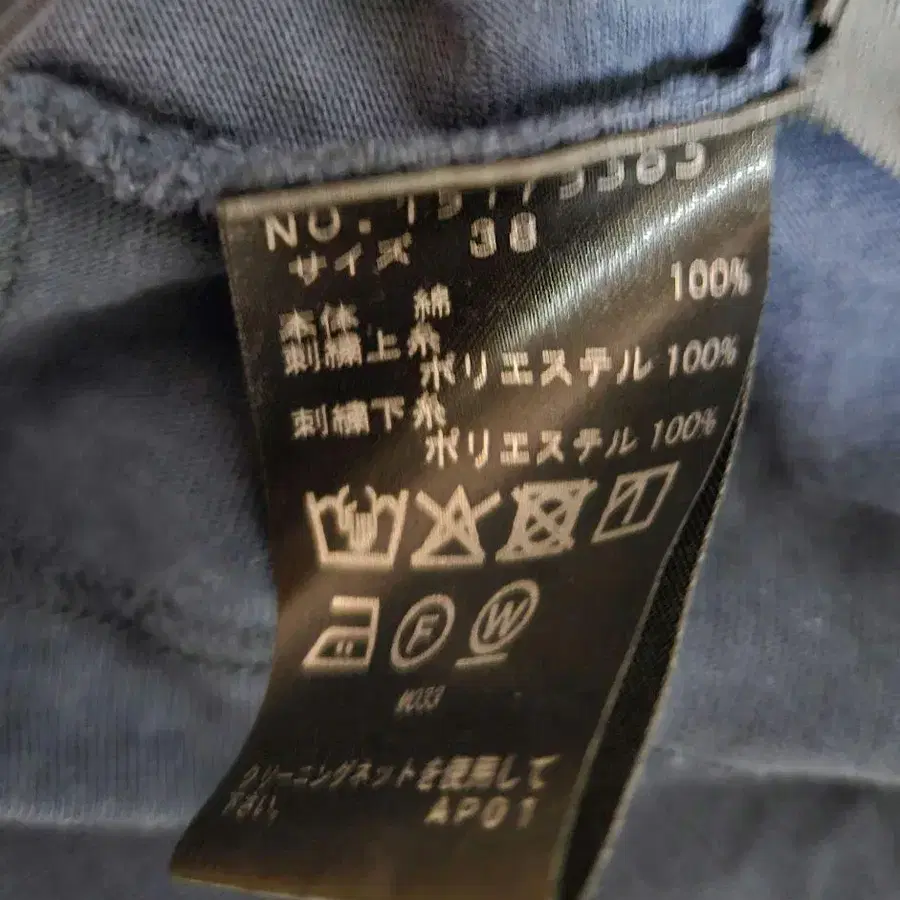 NO.
サイズ 38
本体 綿 100%
刺繍上糸
ポリエステル 100%
刺繍下糸
ポリエステル 100%
F W
M033
クリーニングネットを使用して
下さい。
AP01